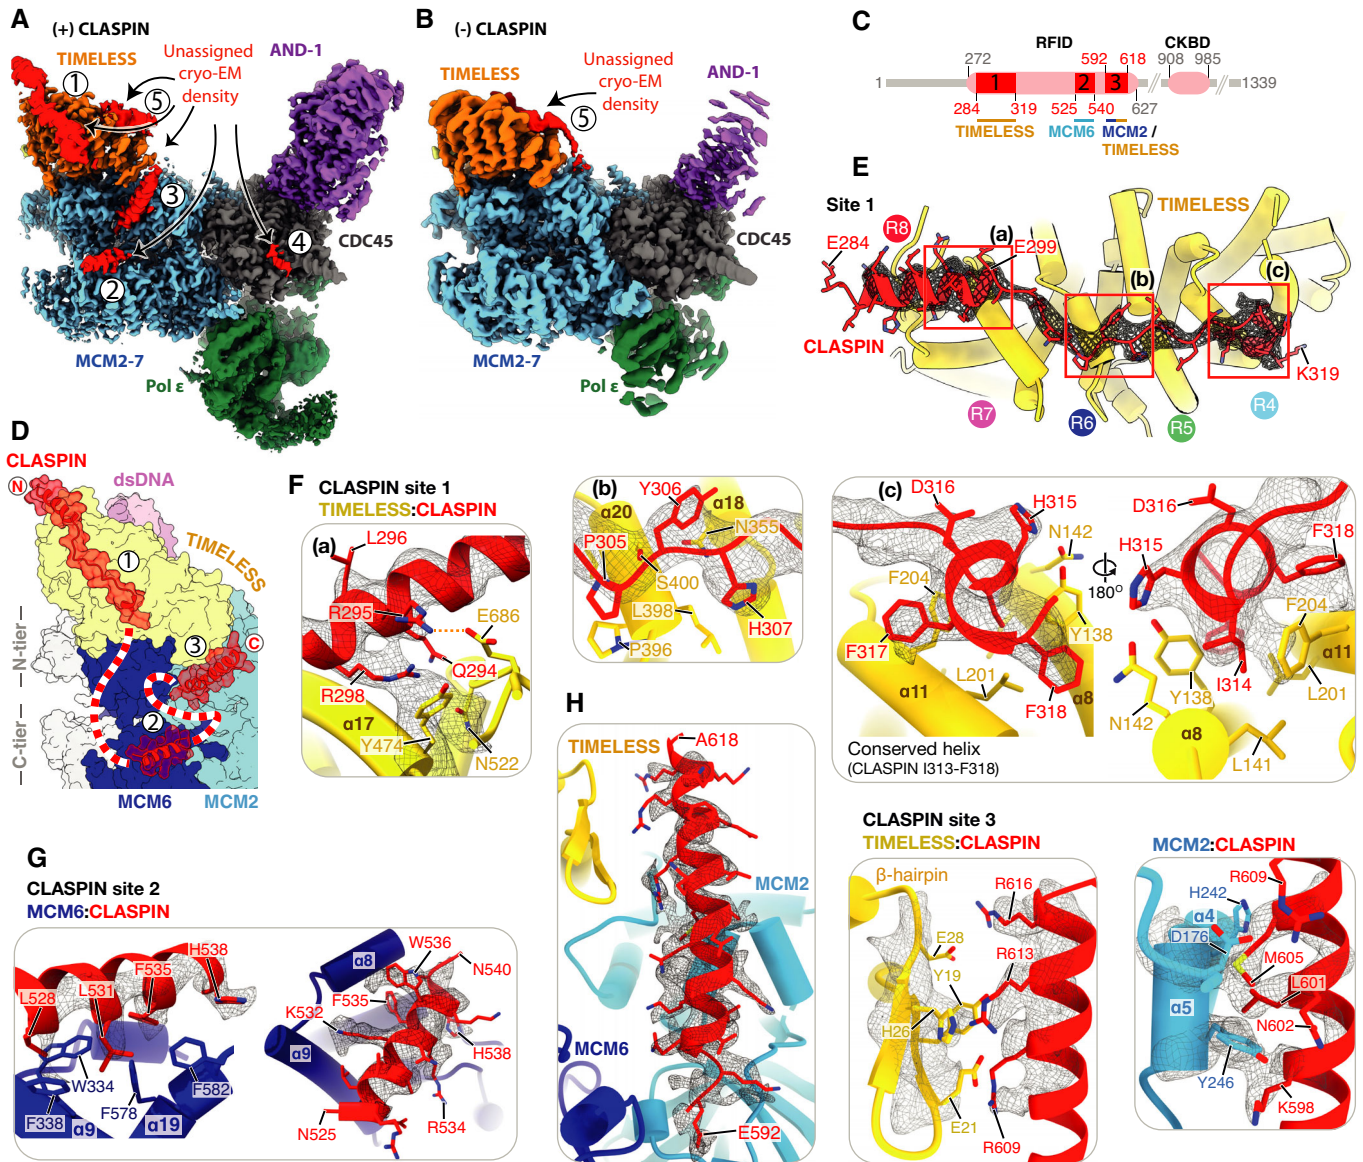 A
(+) CLASPIN
TIMELESS
Unassigned
cryo-EM
density
AND-1
1
5
3
4
2
CDC45
MCM2-7
Pol ε
B
(-) CLASPIN
TIMELESS
Unassigned
cryo-EM
density
AND-1
5
CDC45
MCM2-7
Pol ε
C
RFID
CKBD
272
592
618
908
985
1
1
2
3
1339
284
319
525
540
627
TIMELESS
MCM6
MCM2 /
TIMELESS
E
Site 1
TIMELESS
E284
R8
(a)
E299
(b)
(c)
CLASPIN
K319
R7
R6
R5
R4
D
CLASPIN
N
dsDNA
TIMELESS
1
3
C
2
N-tier
C-tier
MCM6
MCM2
F
CLASPIN site 1
TIMELESS:CLASPIN
(a)
L296
R295
E686
Q294
R298
α17
Y474
N522
(b)
Y306
α18
α20
N355
P305
S400
L398
H307
P396
(c)
D316
H315
N142
F204
Y138
F317
L201
α11
α8
F318
Conserved helix
(CLASPIN I313-F318)
180°
D316
F318
H315
F204
α11
I314
Y138
L201
N142
α8
L141
G
CLASPIN site 2
MCM6:CLASPIN
H538
F535
L531
L528
W334
F582
F338
F578
α9
α19
W536
α8
N540
F535
K532
α9
H538
R534
N525
H
TIMELESS
A618
MCM2
MCM6
E592
CLASPIN site 3
TIMELESS:CLASPIN
β-hairpin
R616
E28
R613
Y19
H26
E21
R609
MCM2:CLASPIN
R609
H242
α4
D176
M605
L601
α5
N602
Y246
K598